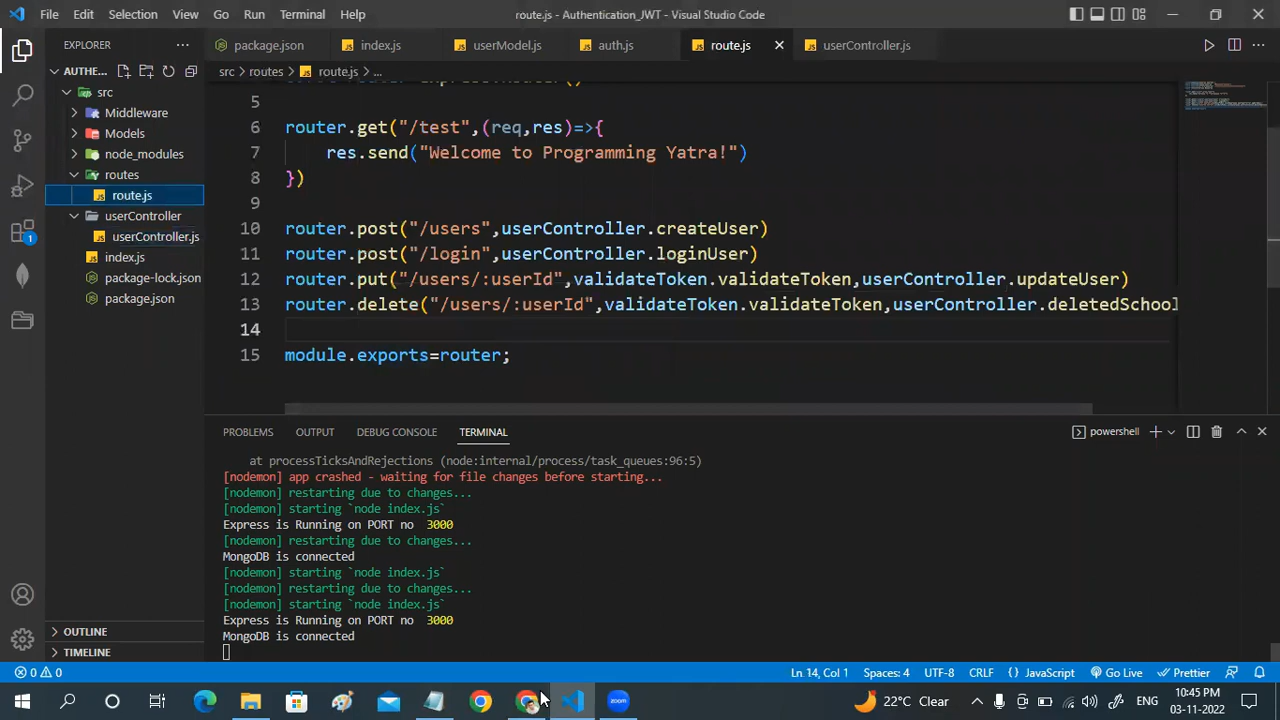 File Edit Selection View Go Run Terminal Help
route.js - Authentication_JWT - Visual Studio Code
EXPLORER
package.json
index.js
userModel.js
auth.js
route.js
userController.js
AUTHE...
src > routes > route.js > ...
src
Middleware
Models
node_modules
routes
route.js
userController
userController.js
index.js
package-lock.json
package.json
OUTLINE
TIMELINE
1
5
6 router.get("/test",(req,res)=>{
7 res.send("Welcome to Programming Yatra!")
8 })
9
10 router.post("/users",userController.createUser)
11 router.post("/login",userController.loginUser)
12 router.put("/users/:userId",validateToken.validateToken,userController.updateUser)
13 router.delete("/users/:userId",validateToken.validateToken,userController.deletedSchool
14
15 module.exports=router;
PROBLEMS OUTPUT DEBUG CONSOLE TERMINAL
powershell
at processTicksAndRejections (node:internal/process/task_queues:96:5)
[nodemon] app crashed - waiting for file changes before starting...
[nodemon] restarting due to changes...
[nodemon] starting `node index.js`
Express is Running on PORT no 3000
[nodemon] restarting due to changes...
MongoDB is connected
[nodemon] starting `node index.js`
[nodemon] restarting due to changes...
[nodemon] starting `node index.js`
Express is Running on PORT no 3000
MongoDB is connected
0 0
Ln 14, Col 1 Spaces: 4 UTF-8 CRLF JavaScript Go Live Prettier
zoom
22°C Clear
ENG
10:45 PM
03-11-2022